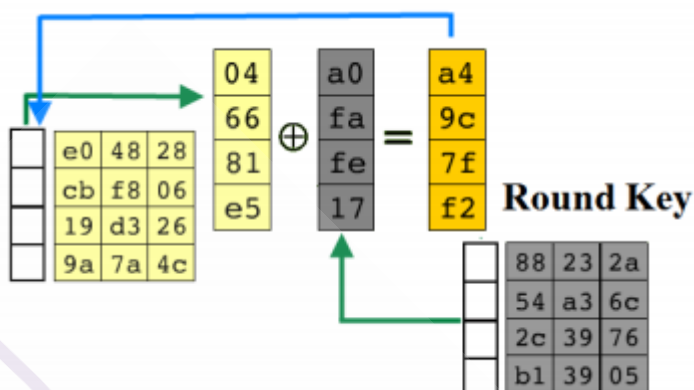 04 a0 a4
66 fa 9c
81 ⊕ fe = 7f
e5 17 f2
e0 48 28
cb f8 06
19 d3 26
9a 7a 4c
Round Key
88 23 2a
54 a3 6c
2c 39 76
b1 39 05